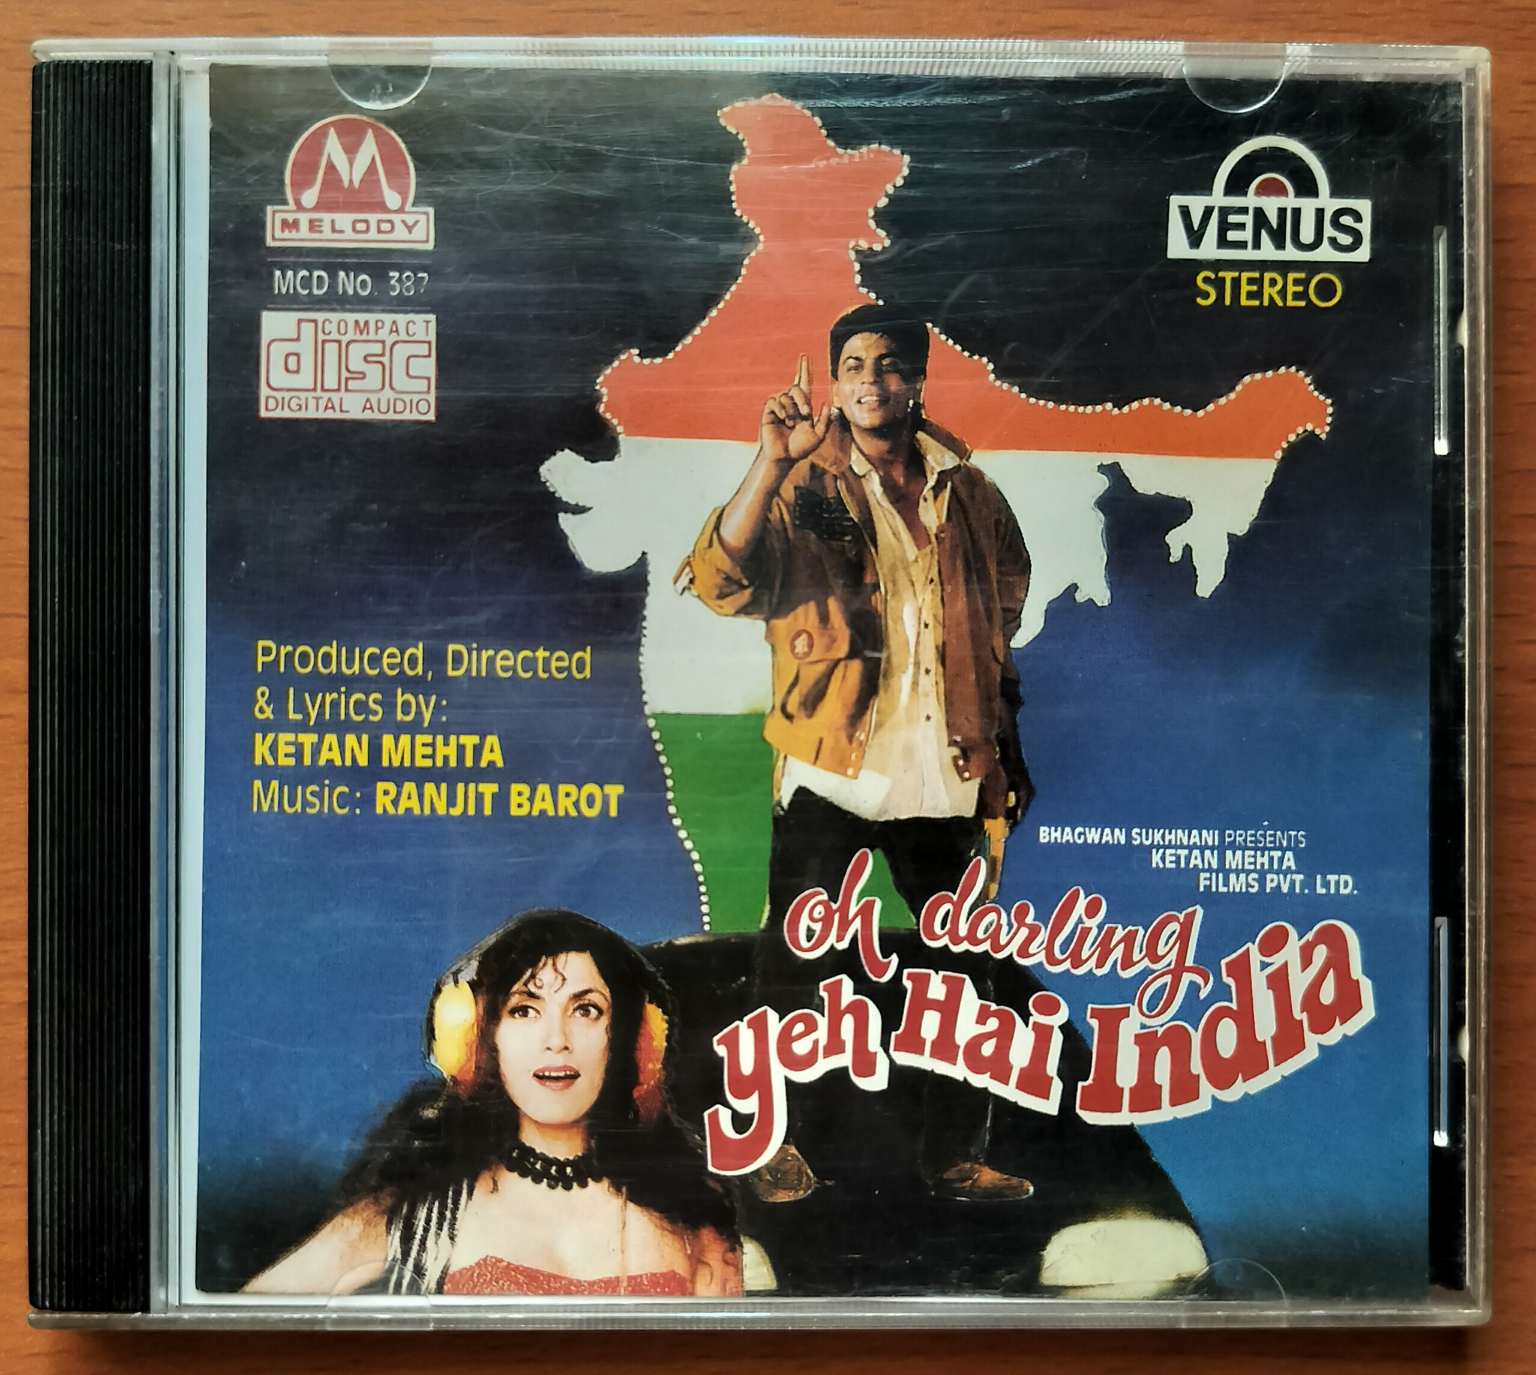 MELODY
MCD No. 387
COMPACT
disc
DIGITAL AUDIO
VENUS
STEREO
Produced, Directed
& Lyrics by:
KETAN MEHTA
Music: RANJIT BAROT
BHAGWAN SUKHNANI PRESENTS
KETAN MEHTA
FILMS PVT. LTD.
oh darling
yeh Hai India